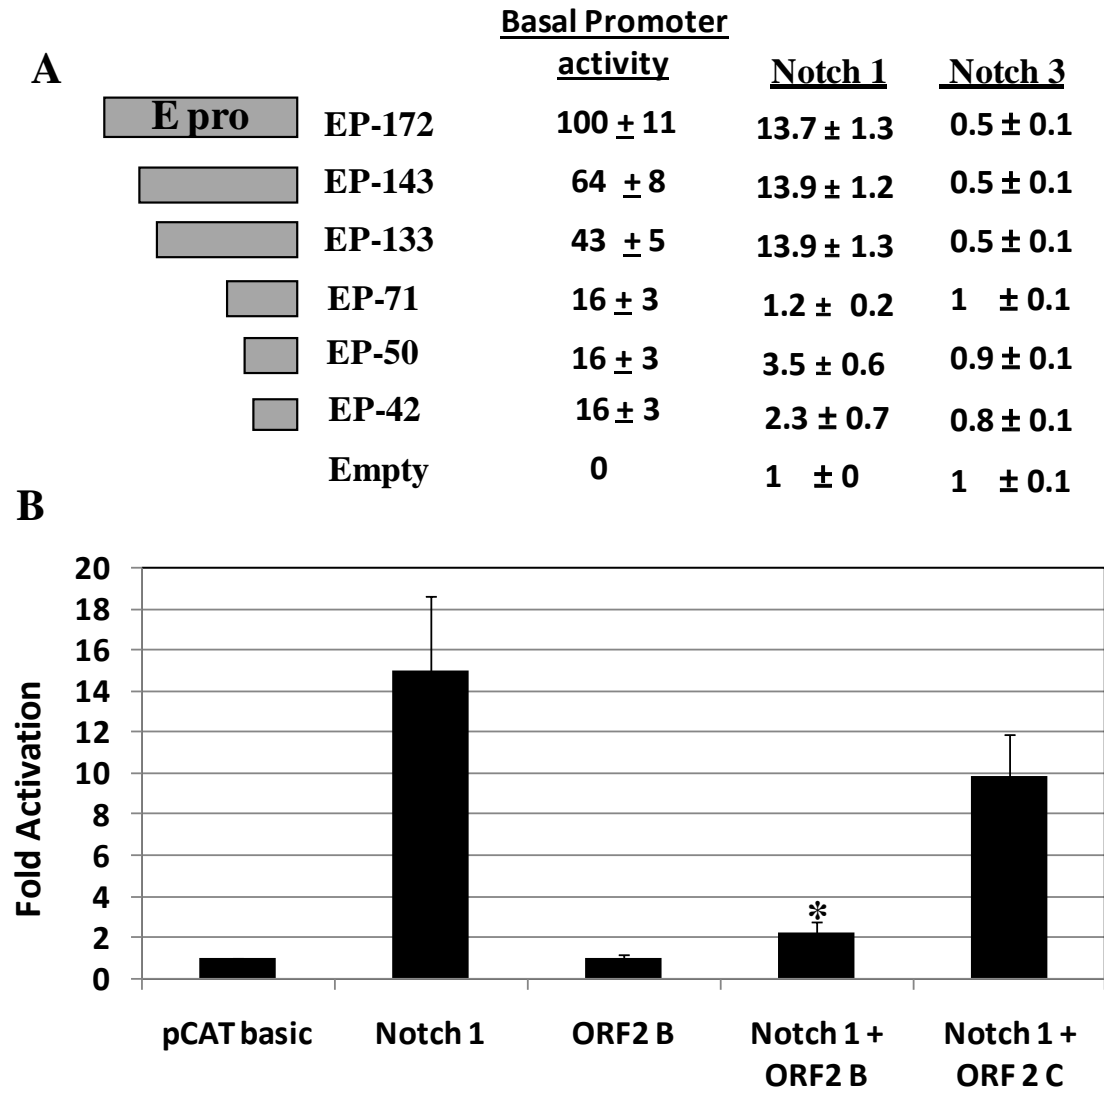 Basal Promoter
activity
A
Notch 1
Notch 3
E pro
EP-172
100 ± 11
13.7 ± 1.3
0.5 ± 0.1
EP-143
64 ± 8
13.9 ± 1.2
0.5 ± 0.1
EP-133
43 ± 5
13.9 ± 1.3
0.5 ± 0.1
EP-71
16 ± 3
1.2 ± 0.2
1 ± 0.1
EP-50
16 ± 3
3.5 ± 0.6
0.9 ± 0.1
EP-42
16 ± 3
2.3 ± 0.7
0.8 ± 0.1
Empty
0
1 ± 0
1 ± 0.1
B
Fold Activation
20
18
16
14
12
10
8
6
4
2
0
*
pCAT basic
Notch 1
ORF2 B
Notch 1 +
ORF2 B
Notch 1 +
ORF 2 C